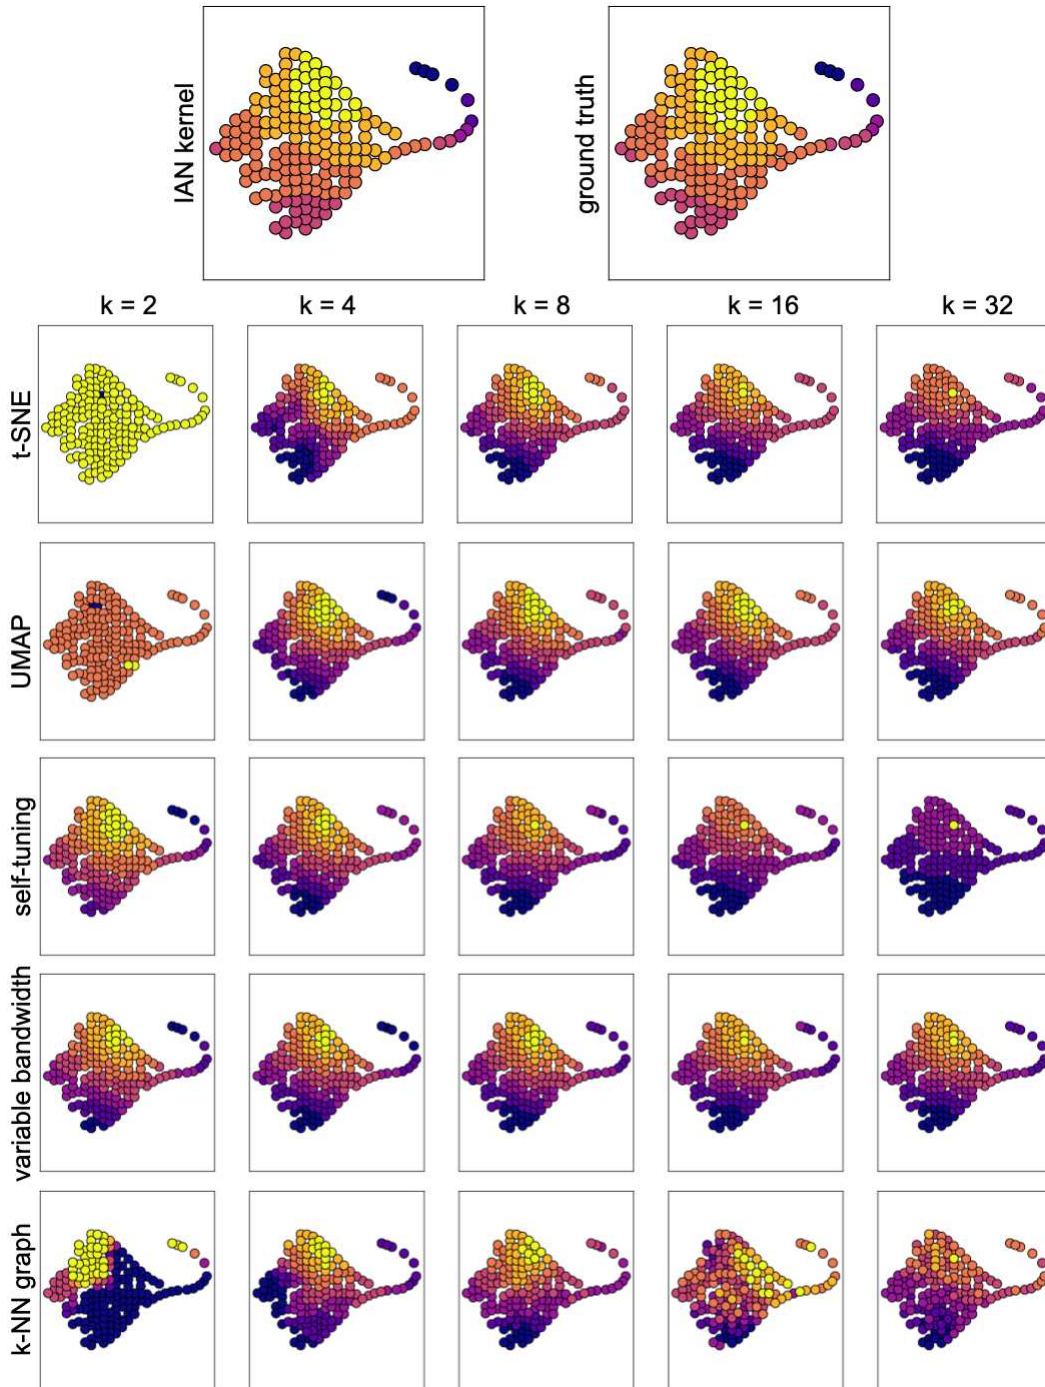 IAN kernel
ground truth
k = 2
k = 4
k = 8
k = 16
k = 32
t-SNE
UMAP
self-tuning
variable bandwidth
k-NN graph